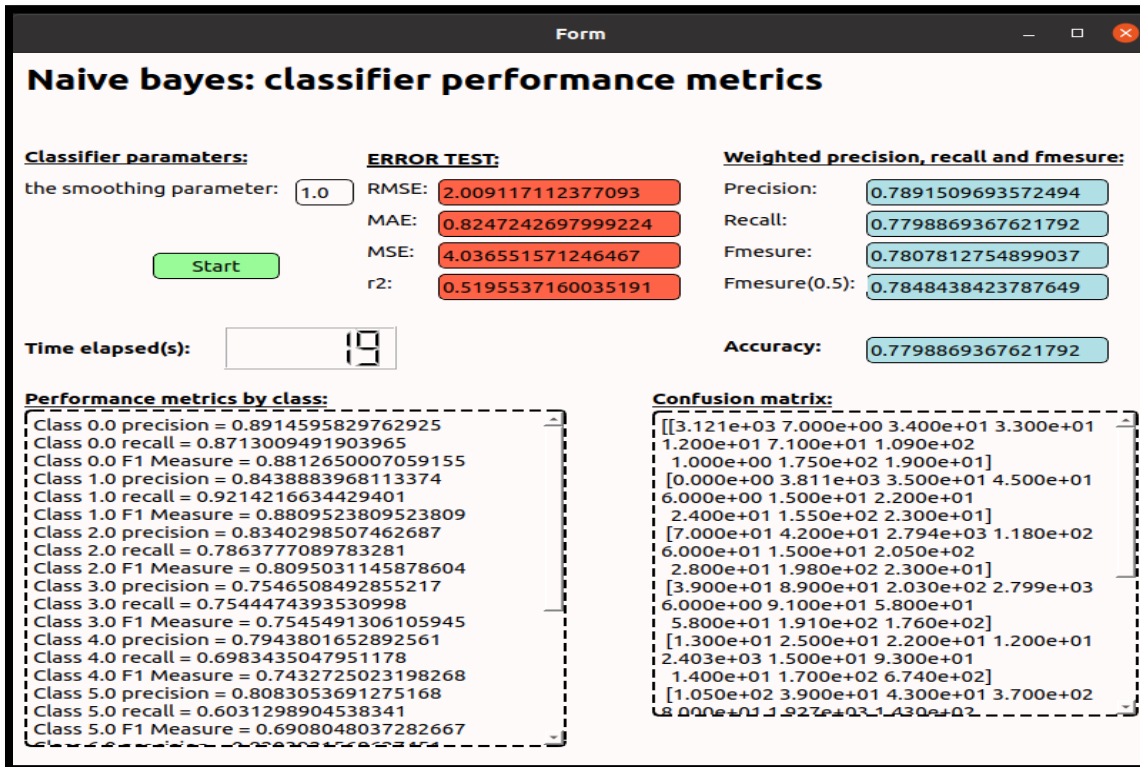 Form
Naive bayes: classifier performance metrics
Classifier paramaters:
the smoothing parameter: 1.0
Start
Time elapsed(s): 19
ERROR TEST:
RMSE: 2.009117112377093
MAE: 0.8247242697999224
MSE: 4.036551571246467
r2: 0.5195537160035191
Weighted precision, recall and fmesure:
Precision: 0.7891509693572494
Recall: 0.7798869367621792
Fmesure: 0.7807812754899037
Fmesure(0.5): 0.7848438423787649
Accuracy: 0.7798869367621792
Performance metrics by class:
Class 0.0 precision = 0.8914595829762925
Class 0.0 recall = 0.8713009491903965
Class 0.0 F1 Measure = 0.8812650007059155
Class 1.0 precision = 0.8438883968113374
Class 1.0 recall = 0.9214216634429401
Class 1.0 F1 Measure = 0.8809523809523809
Class 2.0 precision = 0.8340298507462687
Class 2.0 recall = 0.7863777089783281
Class 2.0 F1 Measure = 0.8095031145878604
Class 3.0 precision = 0.7546508492855217
Class 3.0 recall = 0.7544474393530998
Class 3.0 F1 Measure = 0.7545491306105945
Class 4.0 precision = 0.7943801652892561
Class 4.0 recall = 0.6983435047951178
Class 4.0 F1 Measure = 0.7432725023198268
Class 5.0 precision = 0.8083053691275168
Class 5.0 recall = 0.6031298904538341
Class 5.0 F1 Measure = 0.6908048037282667
Confusion matrix:
[[3.121e+03 7.000e+00 3.400e+01 3.300e+01
1.200e+01 7.100e+01 1.090e+02
1.000e+00 1.750e+02 1.900e+01]
[0.000e+00 3.811e+03 3.500e+01 4.500e+01
6.000e+00 1.500e+01 2.200e+01
2.400e+01 1.550e+02 2.300e+01]
[7.000e+01 4.200e+01 2.794e+03 1.180e+02
6.000e+01 1.500e+01 2.050e+02
2.800e+01 1.980e+02 2.300e+01]
[3.900e+01 8.900e+01 2.030e+02 2.799e+03
6.000e+00 9.100e+01 5.800e+01
5.800e+01 1.910e+02 1.760e+02]
[1.300e+01 2.500e+01 2.200e+01 1.200e+01
2.403e+03 1.500e+01 9.300e+01
1.400e+01 1.700e+02 6.740e+02]
[1.050e+02 3.900e+01 4.300e+01 3.700e+02
8.000e+01 1.927e+03 1.430e+02